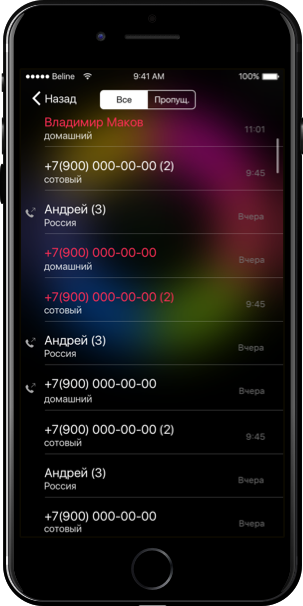 Beline 9:41 AM 100%
Назад Все Пропущ.
Владимир Маков
домашний 11:01
+7(900) 000-00-00 (2)
сотовый 9:45
Андрей (3)
Россия Вчера
+7(900) 000-00-00
домашний Вчера
+7(900) 000-00-00 (2)
сотовый 9:45
Андрей (3)
Россия Вчера
+7(900) 000-00-00
домашний Вчера
+7(900) 000-00-00 (2)
сотовый 9:45
Андрей (3)
Россия Вчера
+7(900) 000-00-00
сотовый Вчера